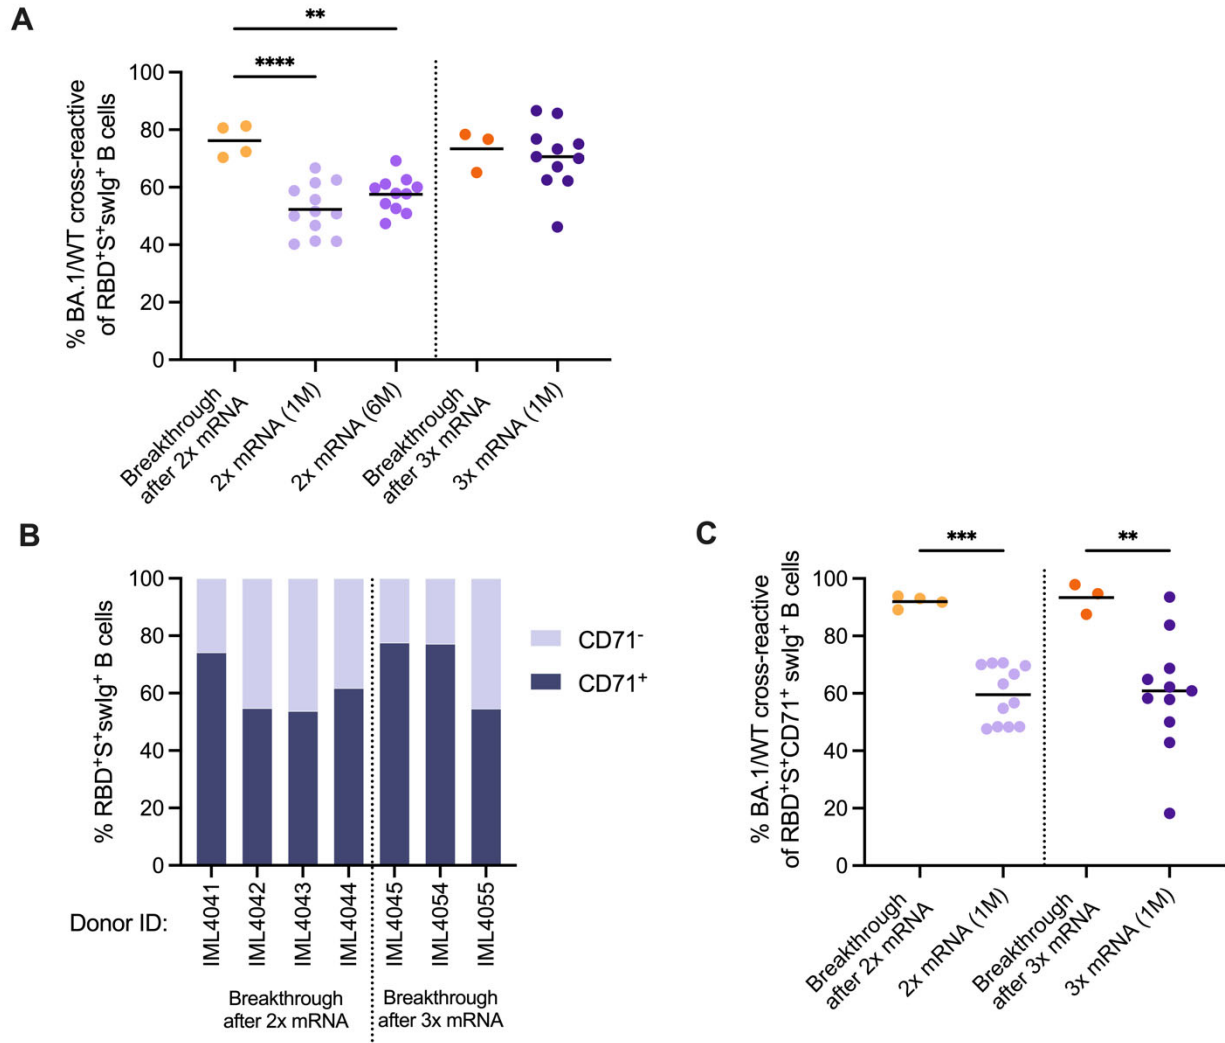 A
**
****
% BA.1/WT cross-reactive
of RBD⁺S⁺swIg⁺ B cells
100
80
60
40
20
0
Breakthrough
after 2x mRNA
2x mRNA (1M)
2x mRNA (6M)
Breakthrough
after 3x mRNA
3x mRNA (1M)
B
% RBD⁺S⁺swIg⁺ B cells
100
80
60
40
20
0
CD71⁻
CD71⁺
Donor ID:
IML4041
IML4042
IML4043
IML4044
IML4045
IML4054
IML4055
Breakthrough
after 2x mRNA
Breakthrough
after 3x mRNA
C
***
**
% BA.1/WT cross-reactive
of RBD⁺S⁺CD71⁺ swIg⁺ B cells
100
80
60
40
20
0
Breakthrough
after 2x mRNA
2x mRNA (1M)
Breakthrough
after 3x mRNA
3x mRNA (1M)